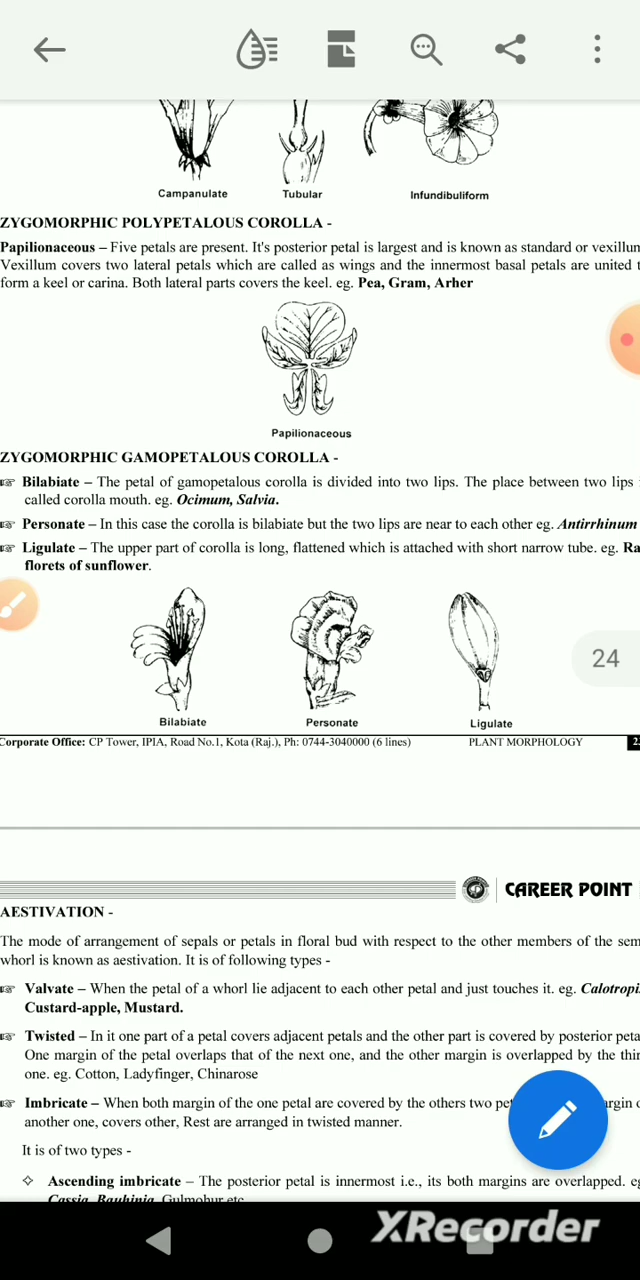 Campanulate Tubular Infundibuliform
ZYGOMORPHIC POLYPETALOUS COROLLA -
Papilionaceous – Five petals are present. It's posterior petal is largest and is known as standard or
Vexillum covers two lateral petals which are called as wings and the innermost basal petals are united
form a keel or carina. Both lateral parts covers the keel. eg. Pea, Gram, Arher
Papilionaceous
ZYGOMORPHIC GAMOPETALOUS COROLLA -
☞ Bilabiate – The petal of gamopetalous corolla is divided into two lips. The place between two lips
called corolla mouth. eg. Ocimum, Salvia.
☞ Personate – In this case the corolla is bilabiate but the two lips are near to each other eg. Antirrhinum
☞ Ligulate – The upper part of corolla is long, flattened which is attached with short narrow tube. eg.
florets of sunflower.
24
Bilabiate Personate Ligulate
Corporate Office: CP Tower, IPIA, Road No.1, Kota (Raj.), Ph: 0744-3040000 (6 lines) PLANT MORPHOLOGY
CAREER POINT
AESTIVATION -
The mode of arrangement of sepals or petals in floral bud with respect to the other members of the
whorl is known as aestivation. It is of following types -
☞ Valvate – When the petal of a whorl lie adjacent to each other petal and just touches it. eg.
Custard-apple, Mustard.
☞ Twisted – In it one part of a petal covers adjacent petals and the other part is covered by posterior
One margin of the petal overlaps that of the next one, and the other margin is overlapped by the
one. eg. Cotton, Ladyfinger, Chinarose
☞ Imbricate – When both margin of the one petal are covered by the others two
another one, covers other, Rest are arranged in twisted manner.
It is of two types -
✧ Ascending imbricate – The posterior petal is innermost i.e., its both margins are overlapped.
Cassia, Bauhinia, Gulmohur etc
XRecorder